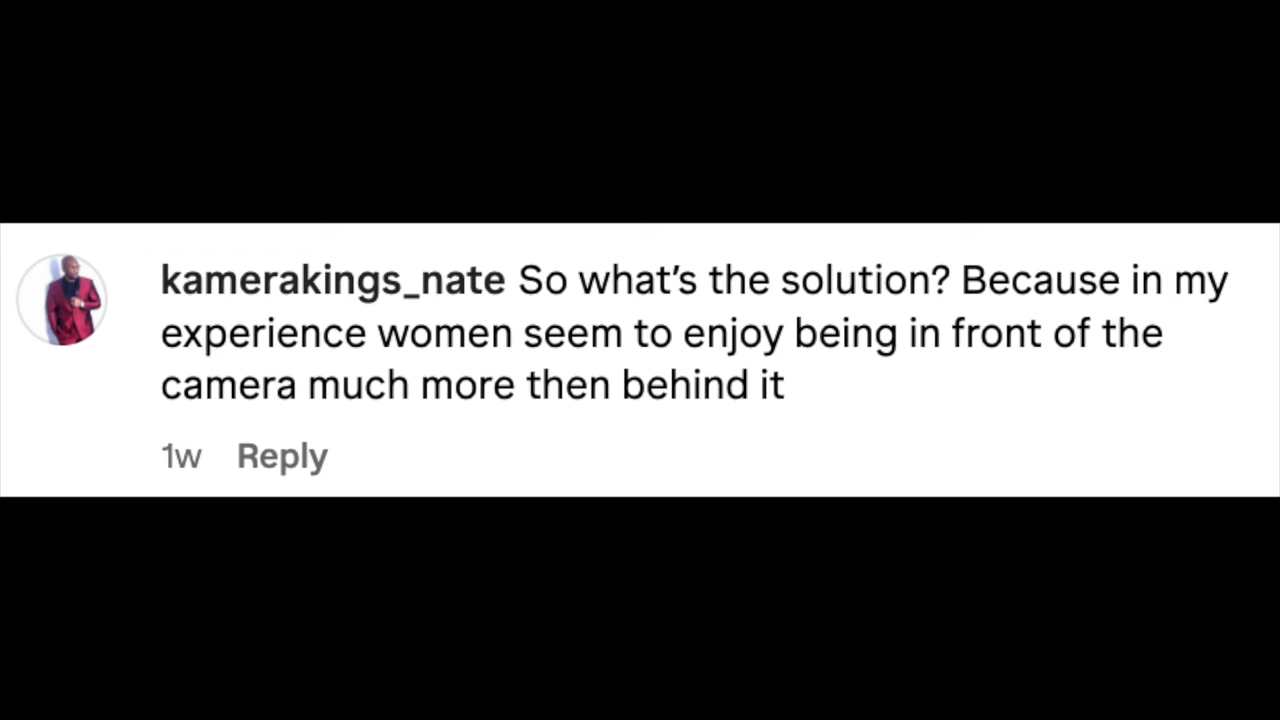 kamerakings_nate So what's the solution? Because in my
experience women seem to enjoy being in front of the
camera much more then behind it
1w Reply